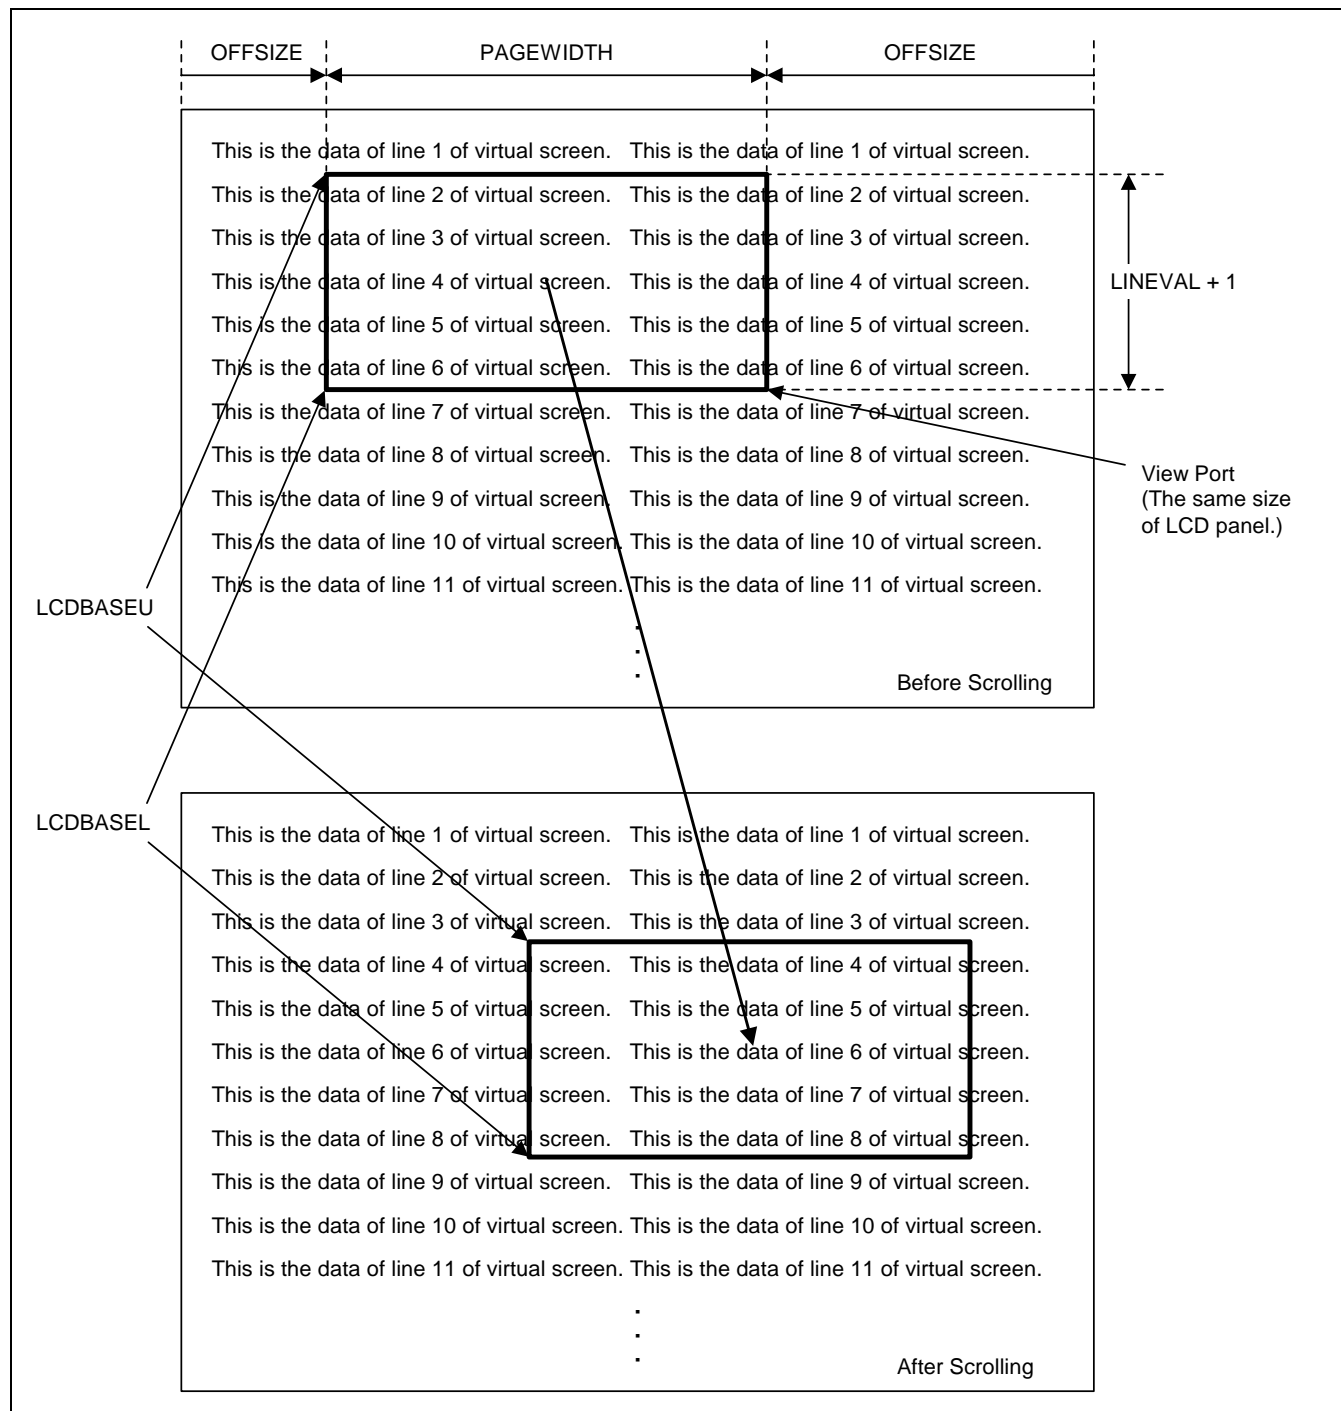 OFFSIZE PAGEWIDTH OFFSIZE
This is the data of line 1 of virtual screen. This is the data of line 1 of virtual screen.
This is the data of line 2 of virtual screen. This is the data of line 2 of virtual screen.
This is the data of line 3 of virtual screen. This is the data of line 3 of virtual screen.
This is the data of line 4 of virtual screen. This is the data of line 4 of virtual screen.
LINEVAL + 1
This is the data of line 5 of virtual screen. This is the data of line 5 of virtual screen.
This is the data of line 6 of virtual screen. This is the data of line 6 of virtual screen.
This is the data of line 7 of virtual screen. This is the data of line 7 of virtual screen.
This is the data of line 8 of virtual screen. This is the data of line 8 of virtual screen.
View Port
(The same size
of LCD panel.)
This is the data of line 9 of virtual screen. This is the data of line 9 of virtual screen.
This is the data of line 10 of virtual screen. This is the data of line 10 of virtual screen.
This is the data of line 11 of virtual screen. This is the data of line 11 of virtual screen.
LCDBASEU
.
.
.
Before Scrolling
LCDBASEL
This is the data of line 1 of virtual screen. This is the data of line 1 of virtual screen.
This is the data of line 2 of virtual screen. This is the data of line 2 of virtual screen.
This is the data of line 3 of virtual screen. This is the data of line 3 of virtual screen.
This is the data of line 4 of virtual screen. This is the data of line 4 of virtual screen.
This is the data of line 5 of virtual screen. This is the data of line 5 of virtual screen.
This is the data of line 6 of virtual screen. This is the data of line 6 of virtual screen.
This is the data of line 7 of virtual screen. This is the data of line 7 of virtual screen.
This is the data of line 8 of virtual screen. This is the data of line 8 of virtual screen.
This is the data of line 9 of virtual screen. This is the data of line 9 of virtual screen.
This is the data of line 10 of virtual screen. This is the data of line 10 of virtual screen.
This is the data of line 11 of virtual screen. This is the data of line 11 of virtual screen.
.
.
.
After Scrolling